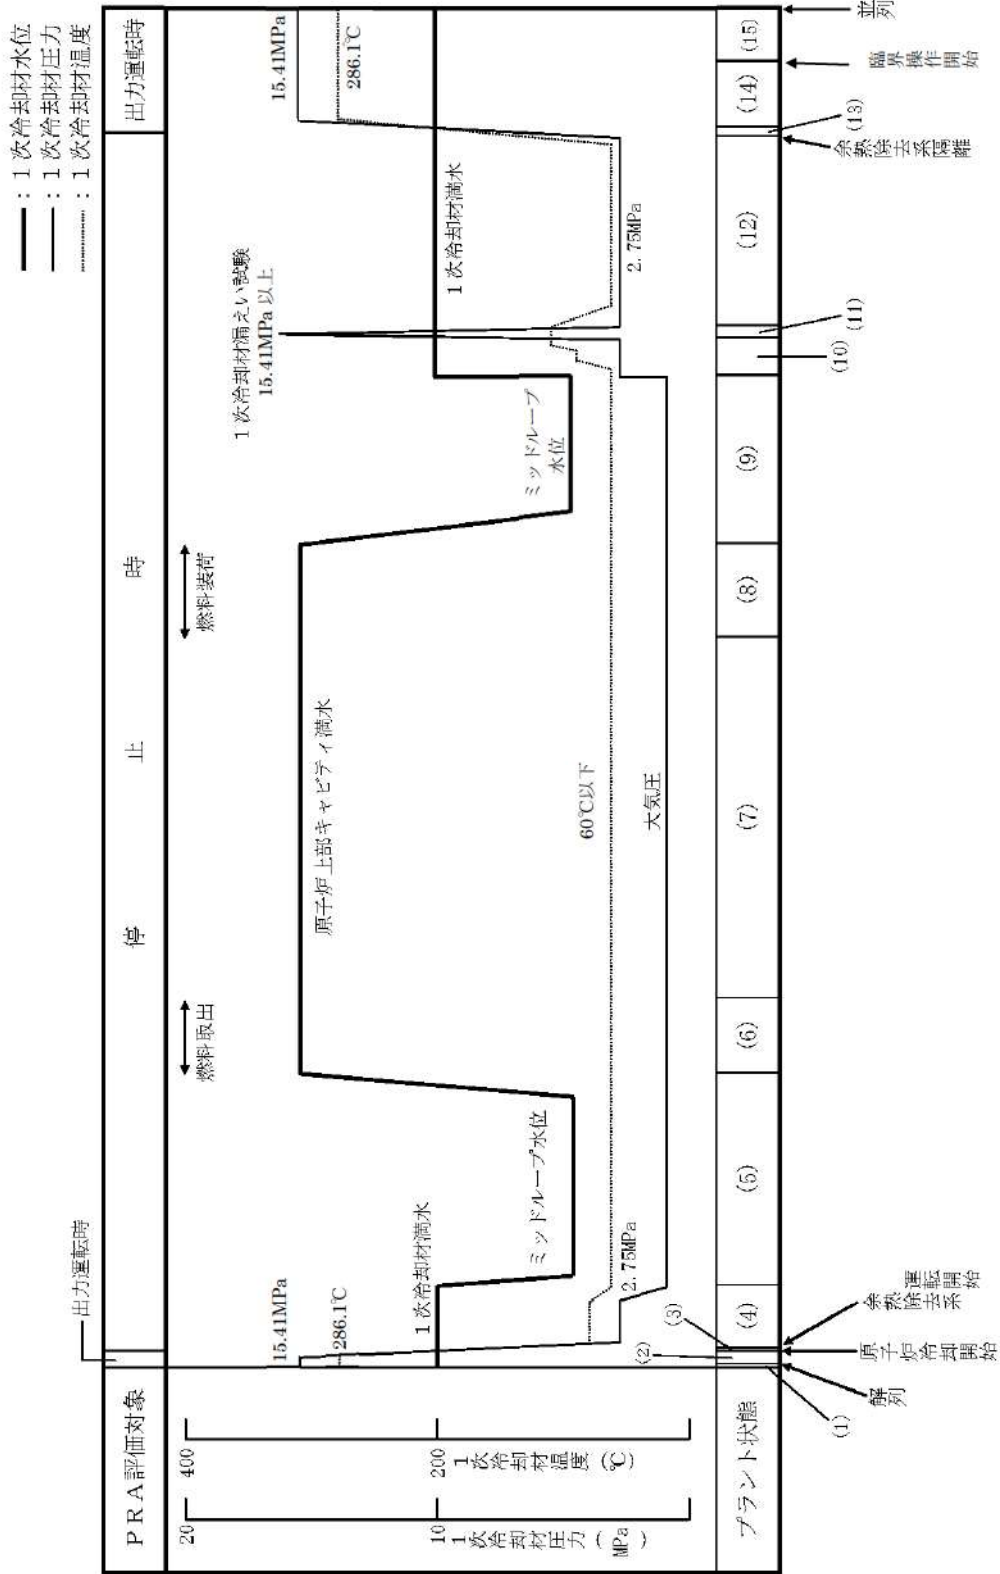 ━━ : 1次冷却材水位
── : 1次冷却材圧力
┈┈ : 1次冷却材温度
出力運転時
PRA評価対象
停 止 時
出力運転時
20
10
1次冷却材圧力(MPa)
400
200
1次冷却材温度(℃)
15.41MPa
286.1℃
1次冷却材満水
2.75MPa
ミッドループ水位
燃料取出
原子炉上部キャビティ満水
60℃以下
大気圧
燃料装荷
ミッドループ
水位
1次冷却材漏えい試験
15.41MPa 以上
1次冷却材満水
2.75MPa
15.41MPa
286.1℃
プラント状態
(1)
(2)
(3)
(4)
(5)
(6)
(7)
(8)
(9)
(10)
(11)
(12)
(13)
(14)
(15)
解列
原子炉冷却開始
余熱除去系
運転開始
余熱除去系隔離
臨界操作開始
並列